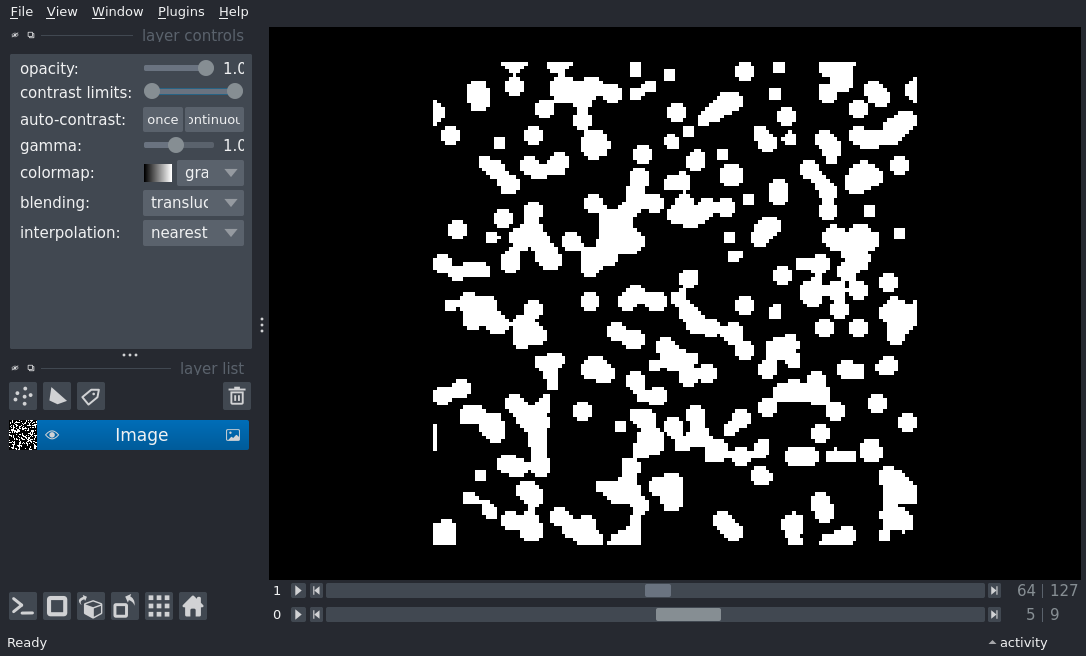 File View Window Plugins Help
layer controls
opacity: 1.0
contrast limits:
auto-contrast: once ontinuou
gamma: 1.0
colormap: gra
blending: transluc
interpolation: nearest
layer list
Image
1 64 | 127
0 5 | 9
Ready activity